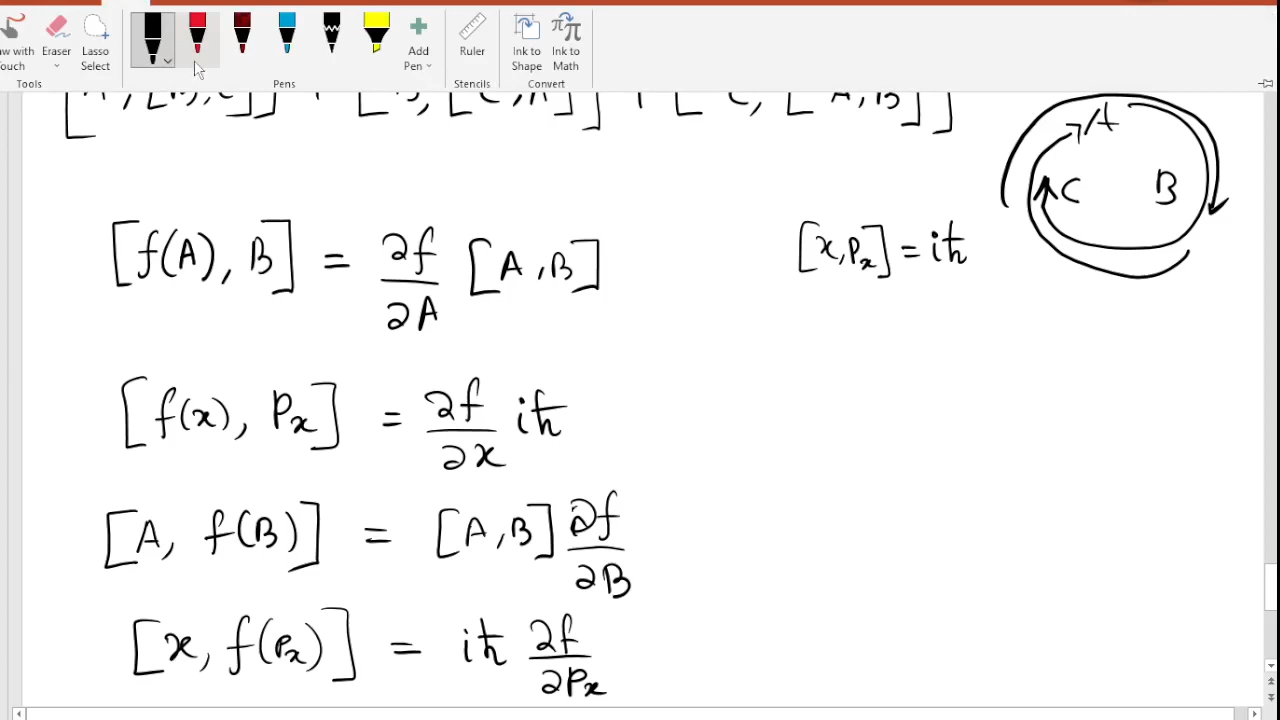 Draw with Touch
Eraser
Lasso Select
Add Pen
Ruler
Ink to Shape
Ink to Math
Tools
Pens
Stencils
Convert
[A, [B, C]] + [B, [C, A]] + [C, [A, B]]
A
C B
[f(A), B] = ∂f/∂A [A, B]
[x, Pₓ] = iħ
[f(x), Pₓ] = ∂f/∂x iħ
[A, f(B)] = [A, B] ∂f/∂B
[x, f(Pₓ)] = iħ ∂f/∂Pₓ